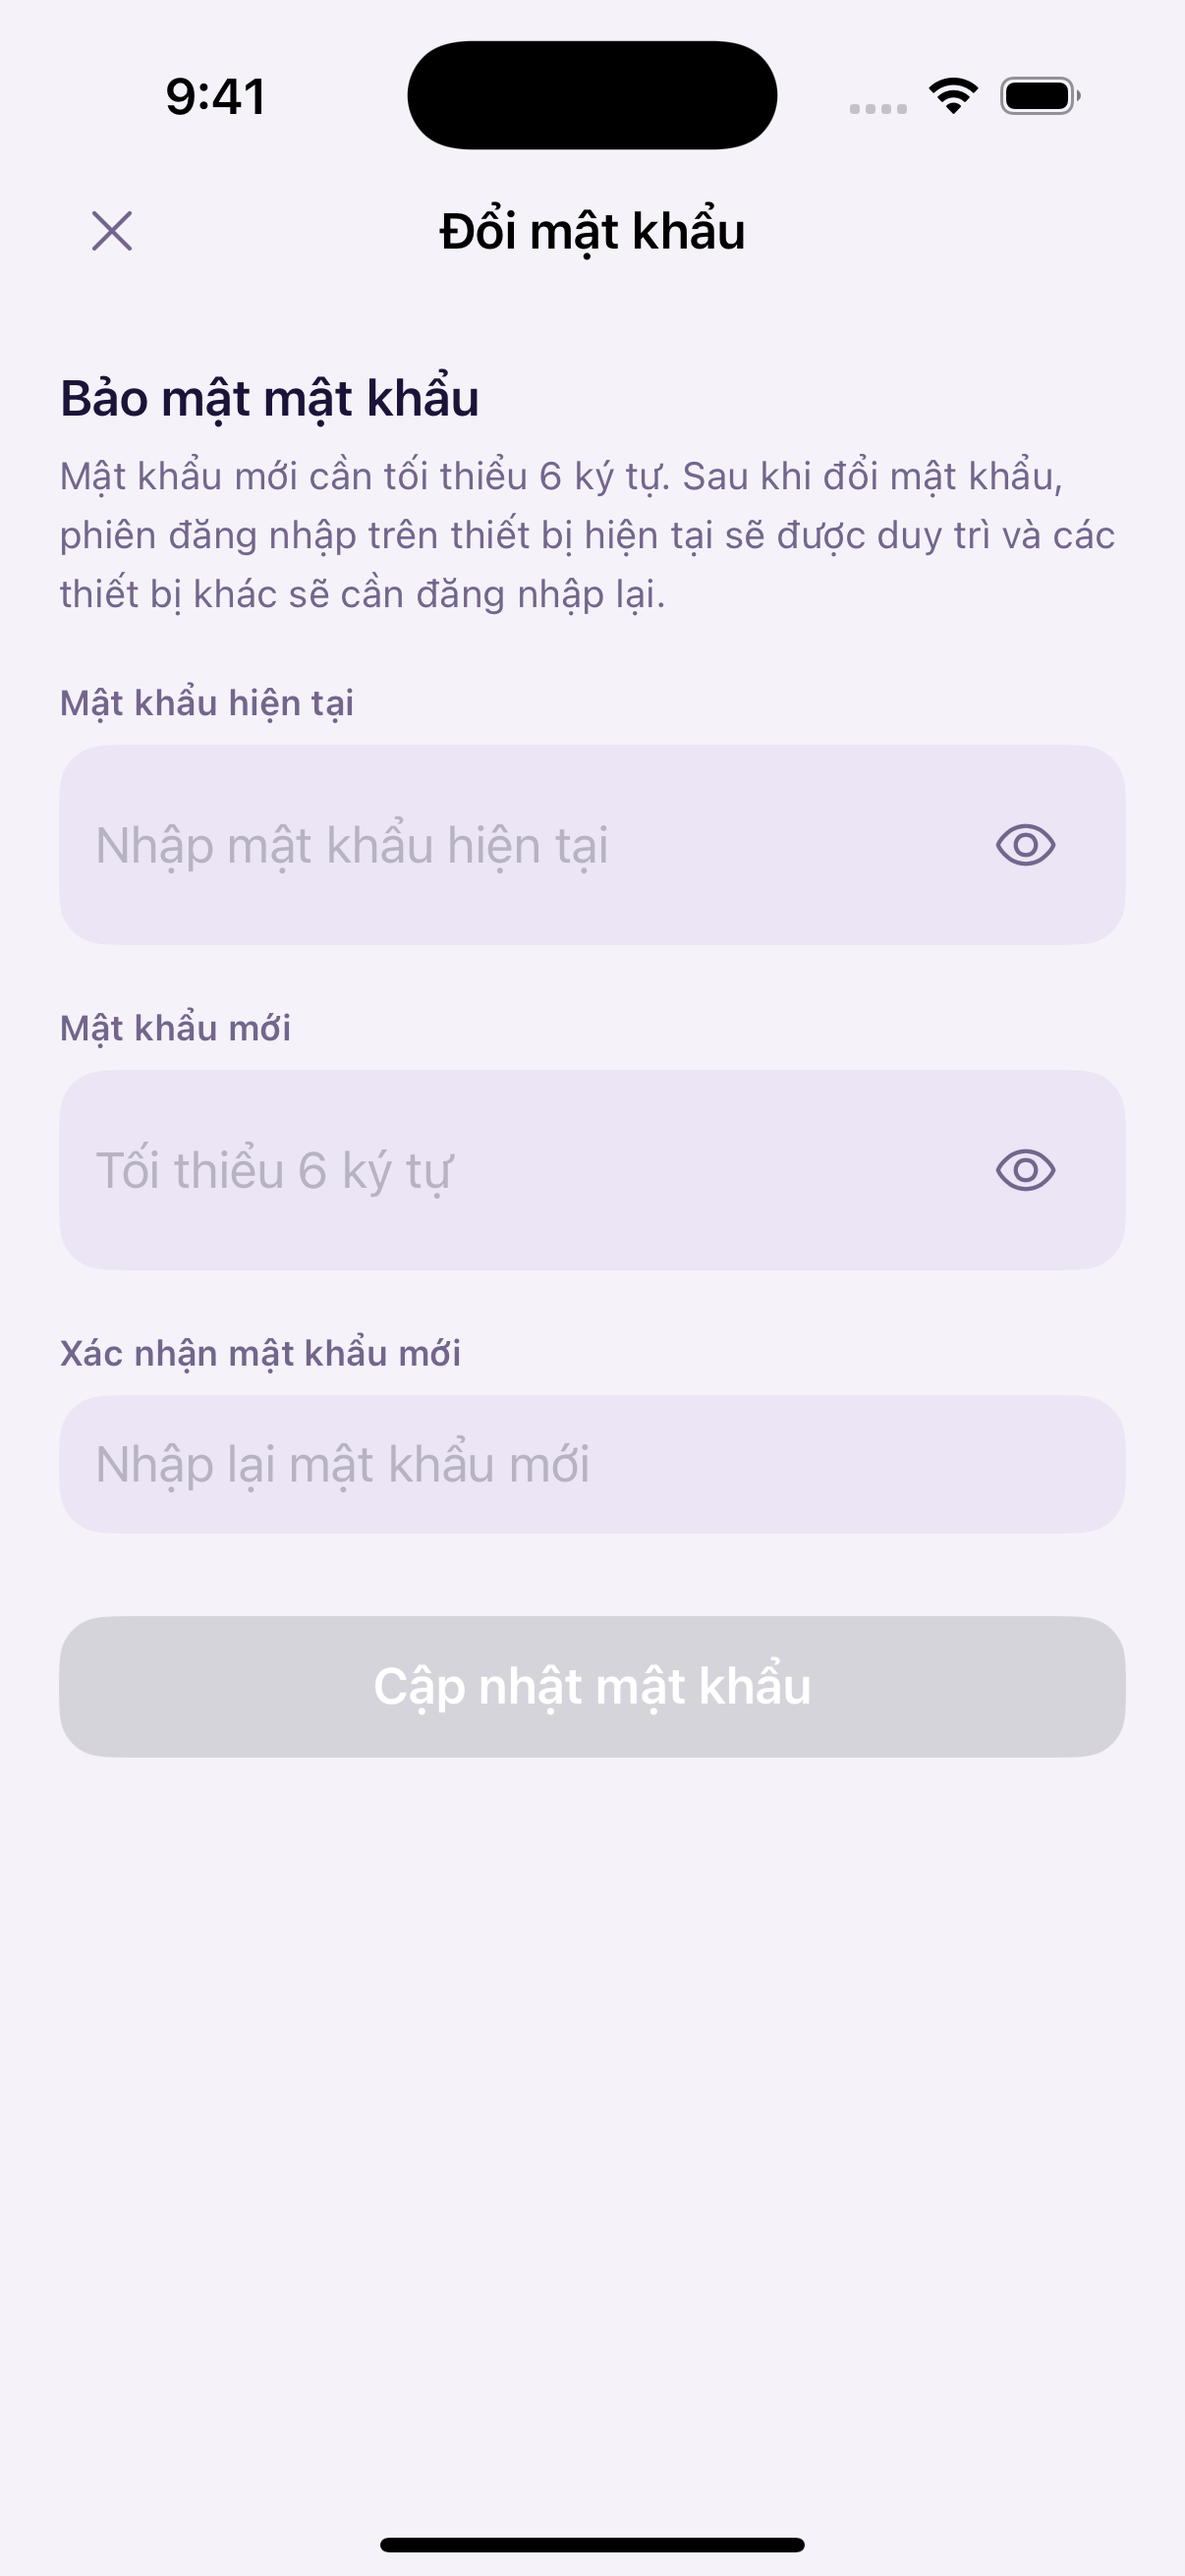 9:41
Đổi mật khẩu
Bảo mật mật khẩu
Mật khẩu mới cần tối thiểu 6 ký tự. Sau khi đổi mật khẩu,
phiên đăng nhập trên thiết bị hiện tại sẽ được duy trì và các
thiết bị khác sẽ cần đăng nhập lại.
Mật khẩu hiện tại
Nhập mật khẩu hiện tại
Mật khẩu mới
Tối thiểu 6 ký tự
Xác nhận mật khẩu mới
Nhập lại mật khẩu mới
Cập nhật mật khẩu